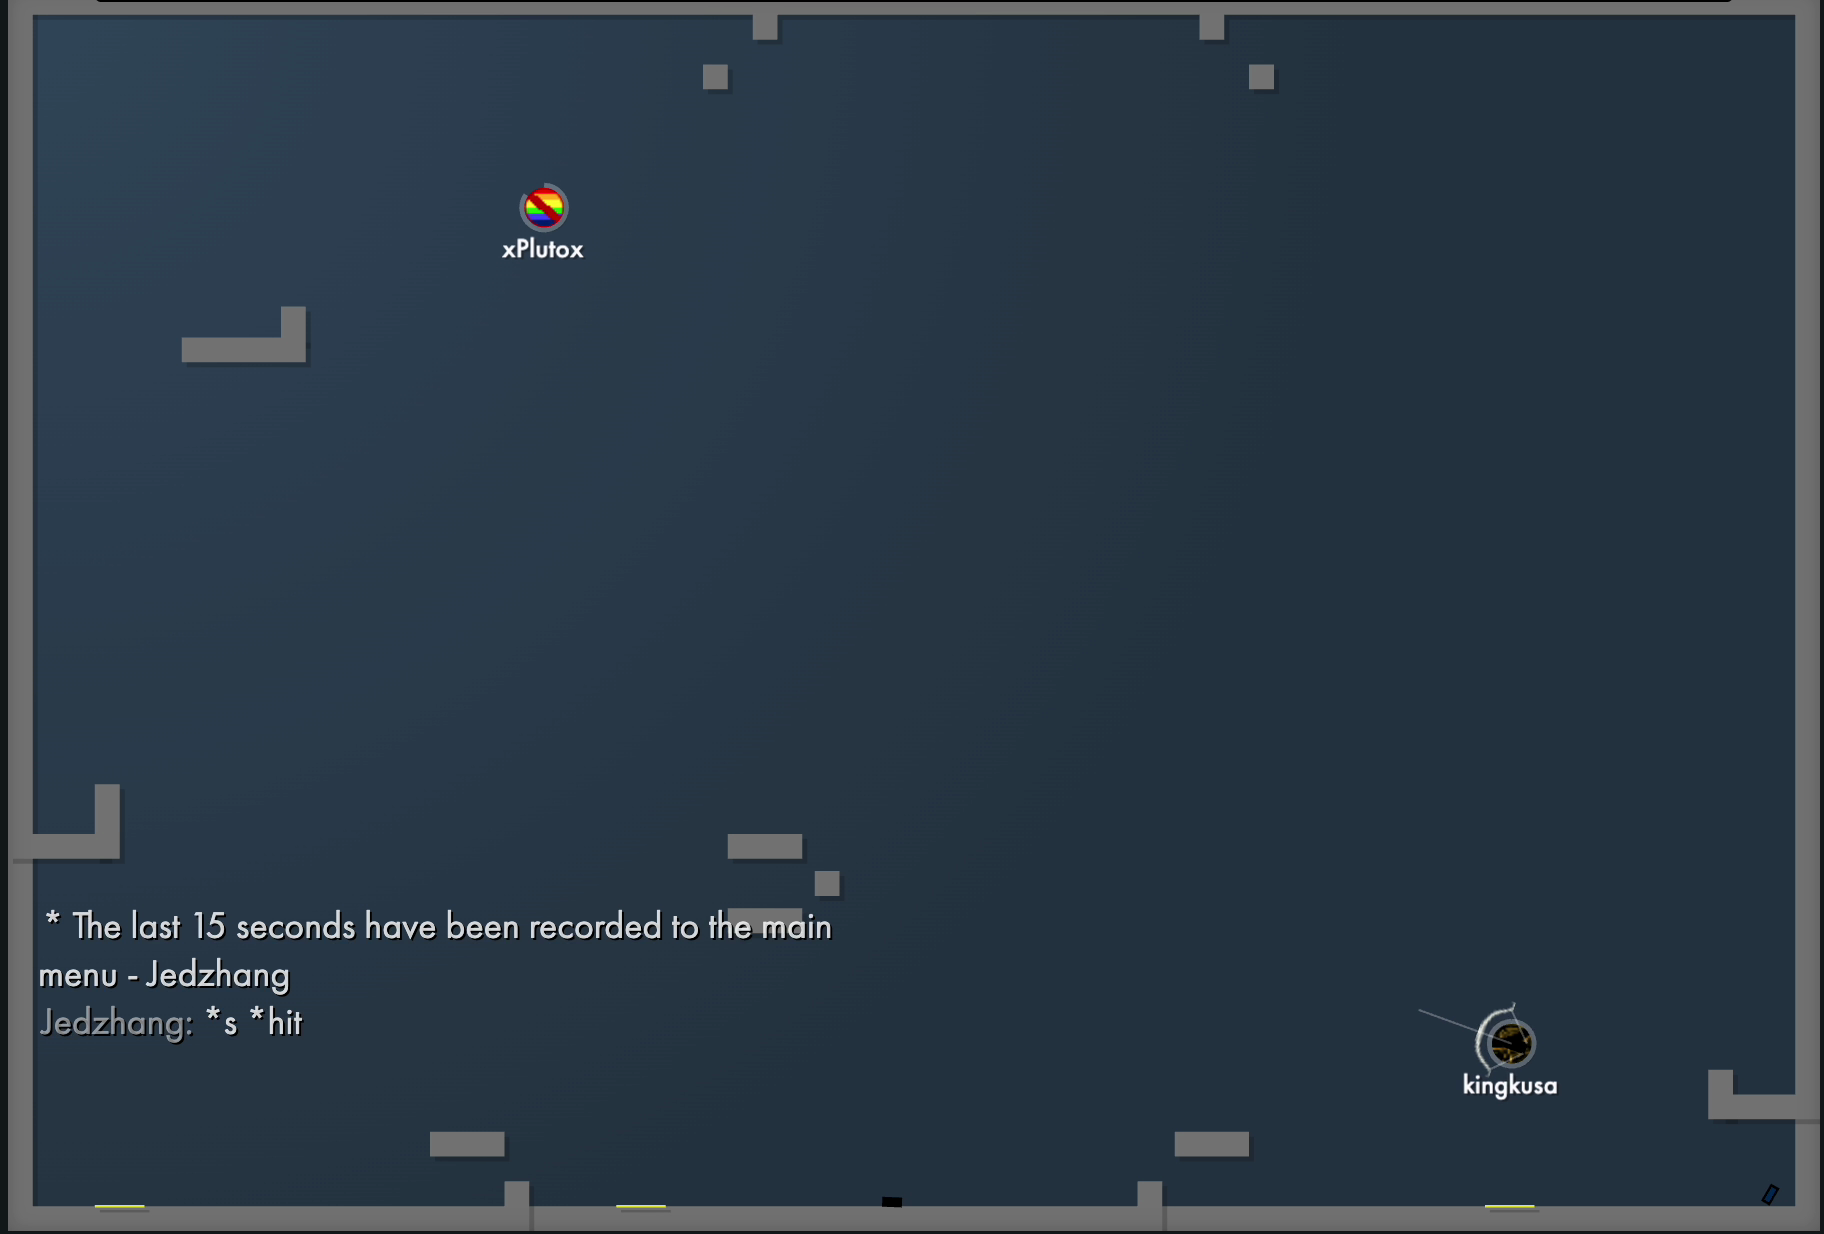 xPlutox
* The last 15 seconds have been recorded to the main
menu - Jedzhang
Jedzhang: *s *hit
kingkusa